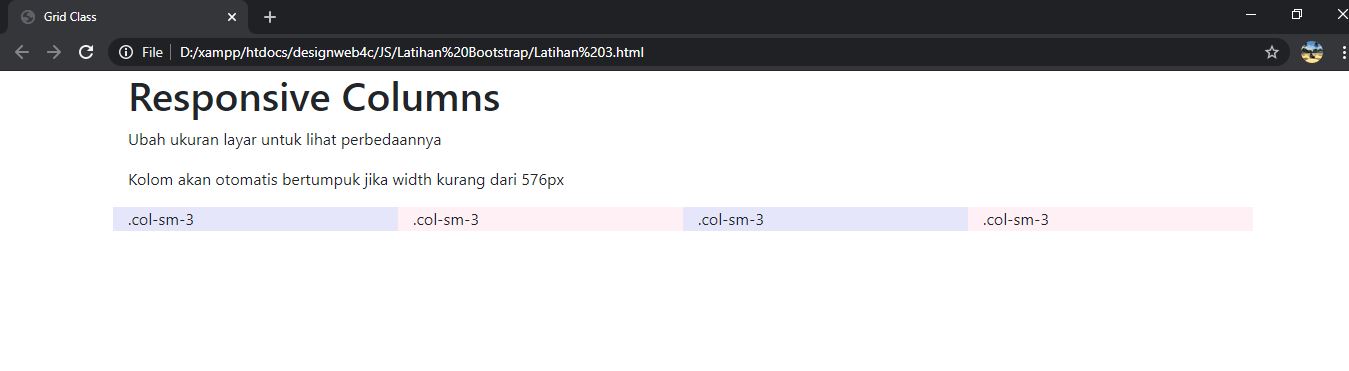 Grid Class
File
D:/xampp/htdocs/designweb4c/JS/Latihan%20Bootstrap/Latihan%203.html
Responsive Columns
Ubah ukuran layar untuk lihat perbedaannya
Kolom akan otomatis bertumpuk jika width kurang dari 576px
.col-sm-3 .col-sm-3 .col-sm-3 .col-sm-3